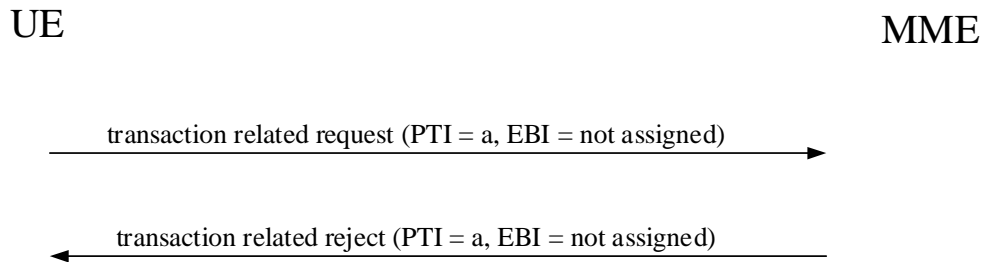 UE
MME
transaction related request (PTI = a, EBI = not assigned)
transaction related reject (PTI = a, EBI = not assigned)